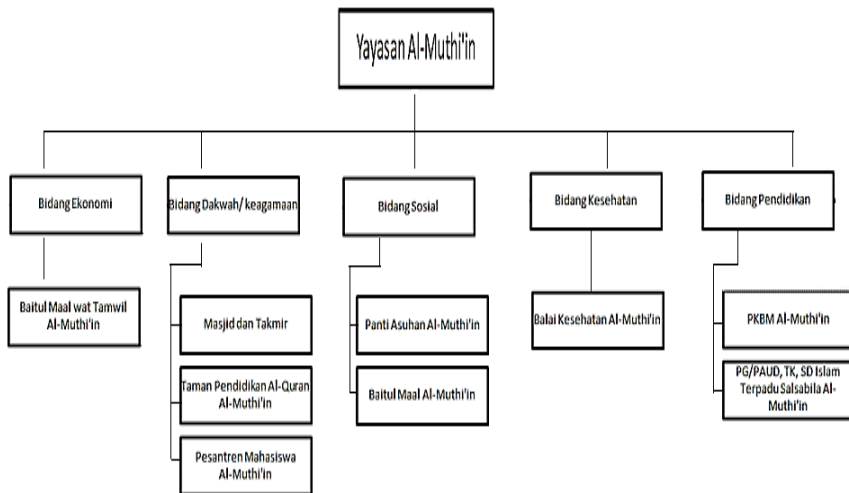 Yayasan Al-Muthi'in
Bidang Ekonomi
Bidang Dakwah/ keagamaan
Bidang Sosial
Bidang Kesehatan
Bidang Pendidikan
Baitul Maal wat Tamwil
Al-Muthi'in
Masjid dan Takmir
Taman Pendidikan Al-Quran
Al-Muthi'in
Pesantren Mahasiswa
Al-Muthi'in
Panti Asuhan Al-Muthi'in
Baitul Maal Al-Muthi'in
Balai Kesehatan Al-Muthi'in
PKBM Al-Muthi'in
PG/PAUD, TK, SD Islam
Terpadu Salsabila Al-
Muthi'in